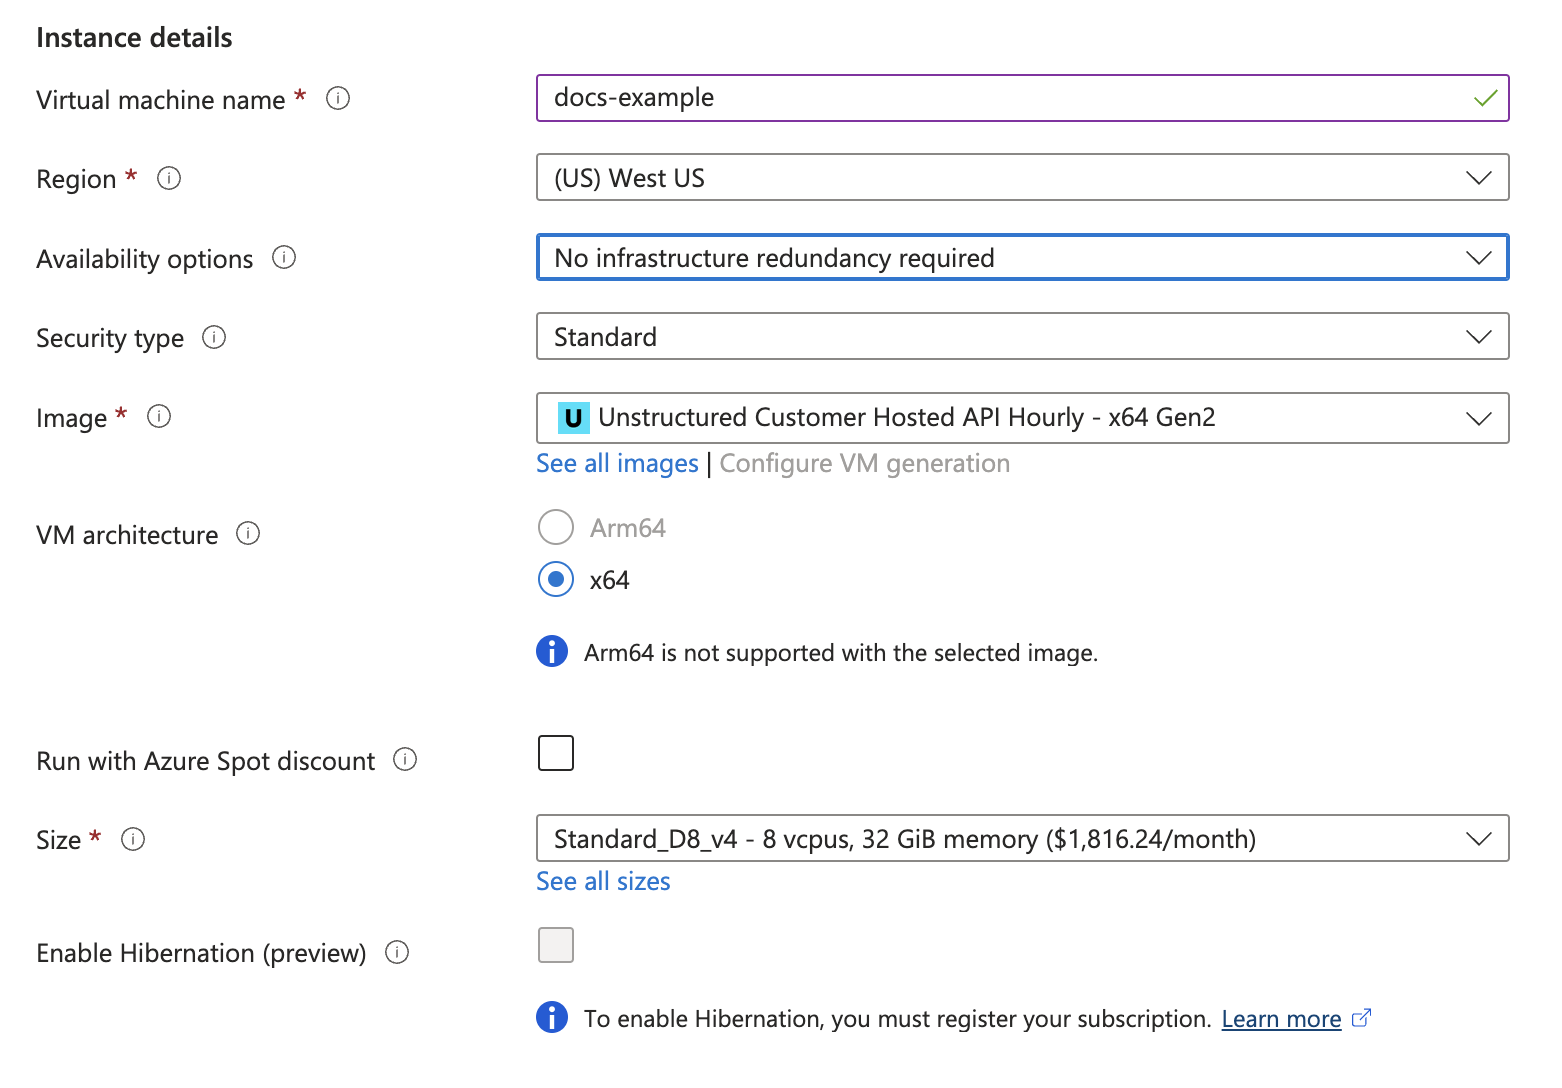 Instance details
Virtual machine name *
docs-example
Region *
(US) West US
Availability options
No infrastructure redundancy required
Security type
Standard
Image *
U Unstructured Customer Hosted API Hourly - x64 Gen2
See all images | Configure VM generation
VM architecture
Arm64
x64
Arm64 is not supported with the selected image.
Run with Azure Spot discount
Size *
Standard_D8_v4 - 8 vcpus, 32 GiB memory ($1,816.24/month)
See all sizes
Enable Hibernation (preview)
To enable Hibernation, you must register your subscription. Learn more